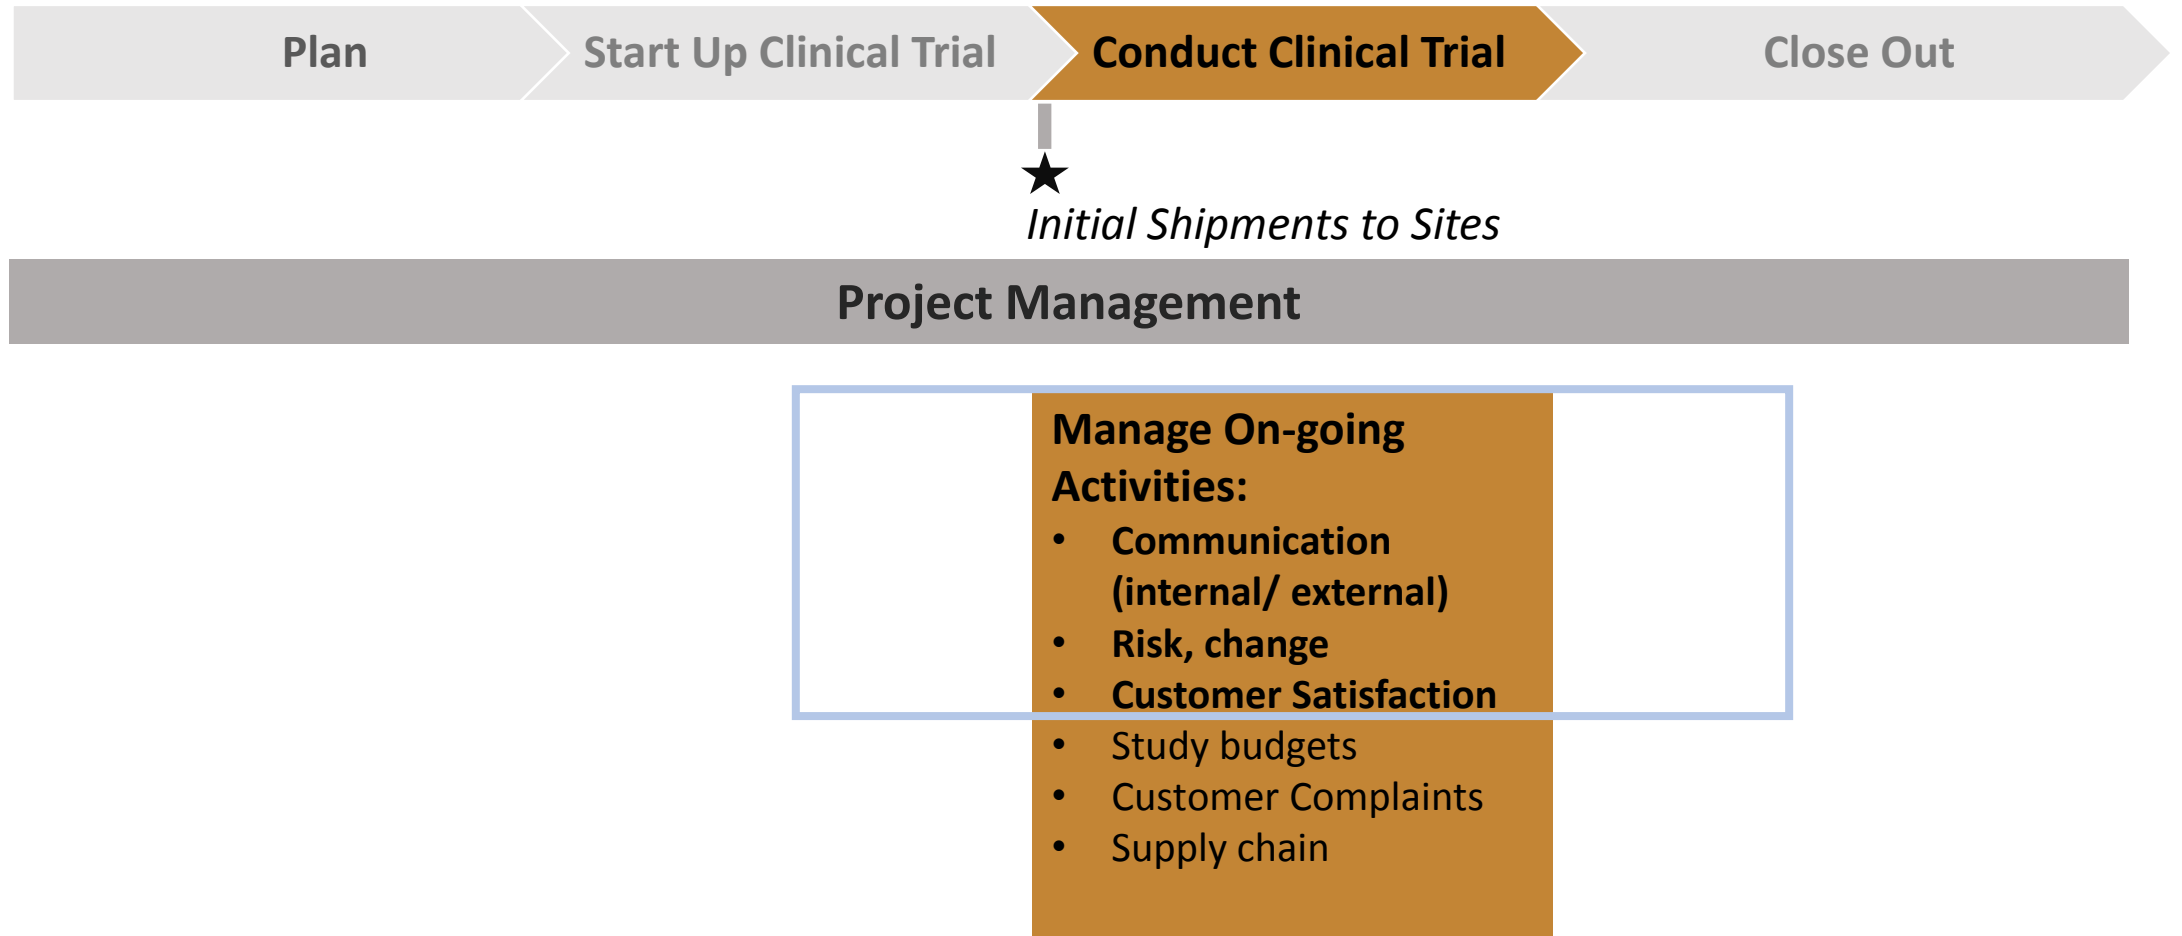 Plan
Start Up Clinical Trial
Conduct Clinical Trial
Close Out
Initial Shipments to Sites
Project Management
Manage On-going
Activities:
• Communication
(internal/ external)
• Risk, change
• Customer Satisfaction
• Study budgets
• Customer Complaints
• Supply chain